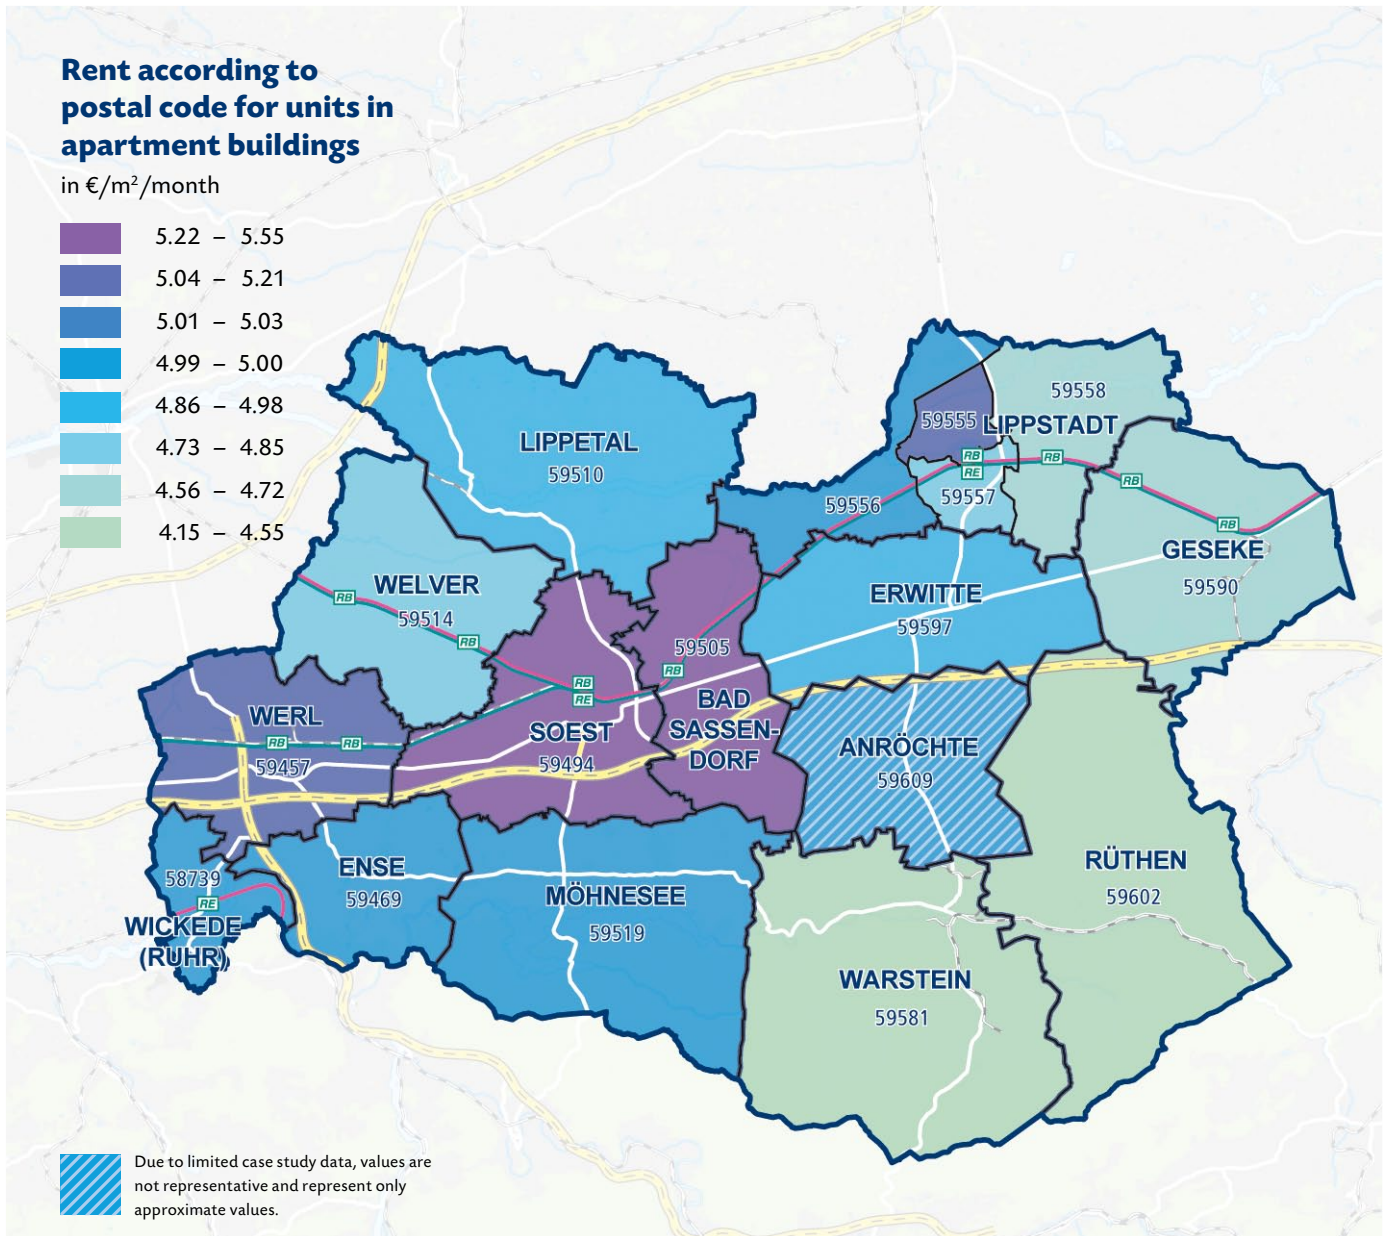 Rent according to
postal code for units in
apartment buildings
in €/m²/month
5.22 – 5.55
5.04 – 5.21
5.01 – 5.03
4.99 – 5.00
4.86 – 4.98
4.73 – 4.85
4.56 – 4.72
4.15 – 4.55
59558
59555
LIPPSTADT
LIPPETAL
59510
RB
RE
RB
RB
59556
59557
RB
GESEKE
59590
WELVER
59514
RB
RB
ERWITTE
59597
59505
RB
RB
RE
BAD
SASSEN-
DORF
WERL
59457
RB
RB
SOEST
59494
ANRÖCHTE
59609
ENSE
59469
58739
RE
WICKEDE
(RUHR)
MÖHNESEE
59519
RÜTHEN
59602
WARSTEIN
59581
Due to limited case study data, values are
not representative and represent only
approximate values.